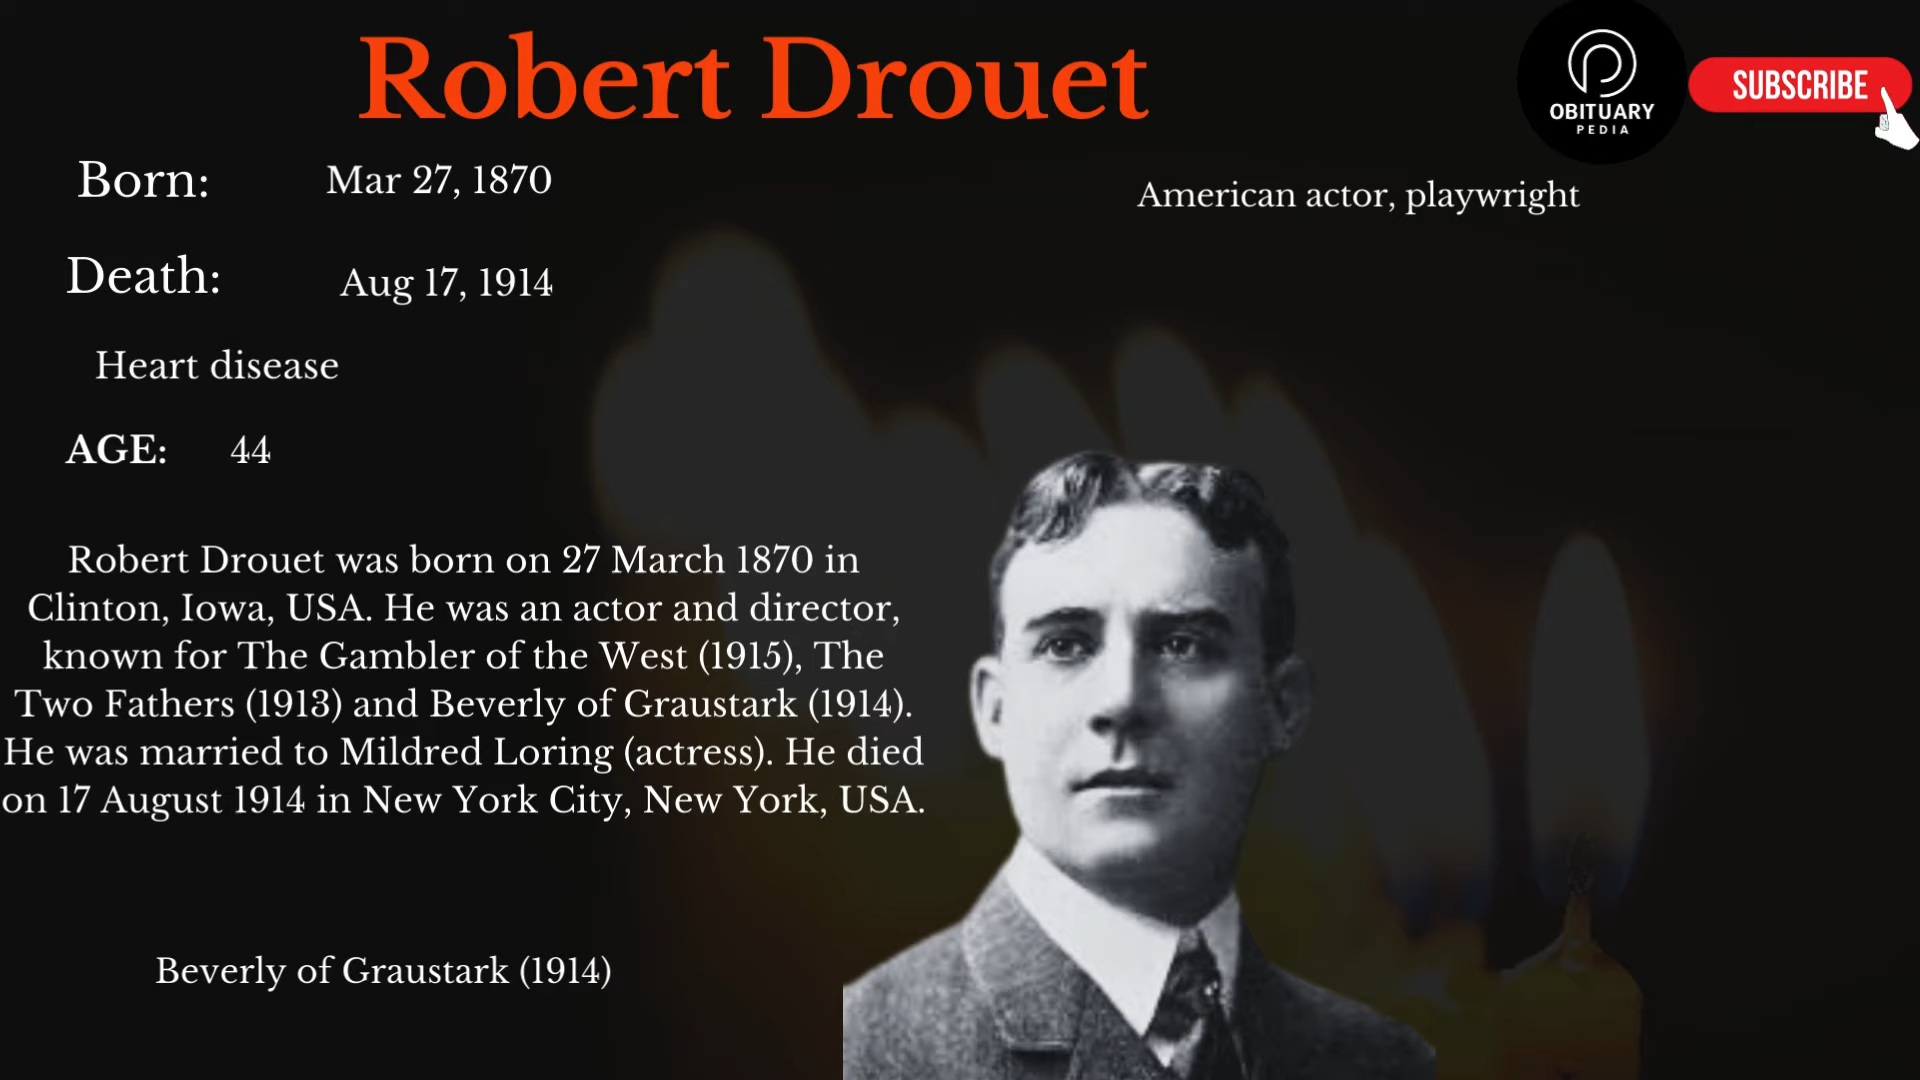 Robert Drouet
OBITUARY
PEDIA
SUBSCRIBE
Born: Mar 27, 1870
American actor, playwright
Death: Aug 17, 1914
Heart disease
AGE: 44
Robert Drouet was born on 27 March 1870 in
Clinton, Iowa, USA. He was an actor and director,
known for The Gambler of the West (1915), The
Two Fathers (1913) and Beverly of Graustark (1914).
He was married to Mildred Loring (actress). He died
on 17 August 1914 in New York City, New York, USA.
Beverly of Graustark (1914)